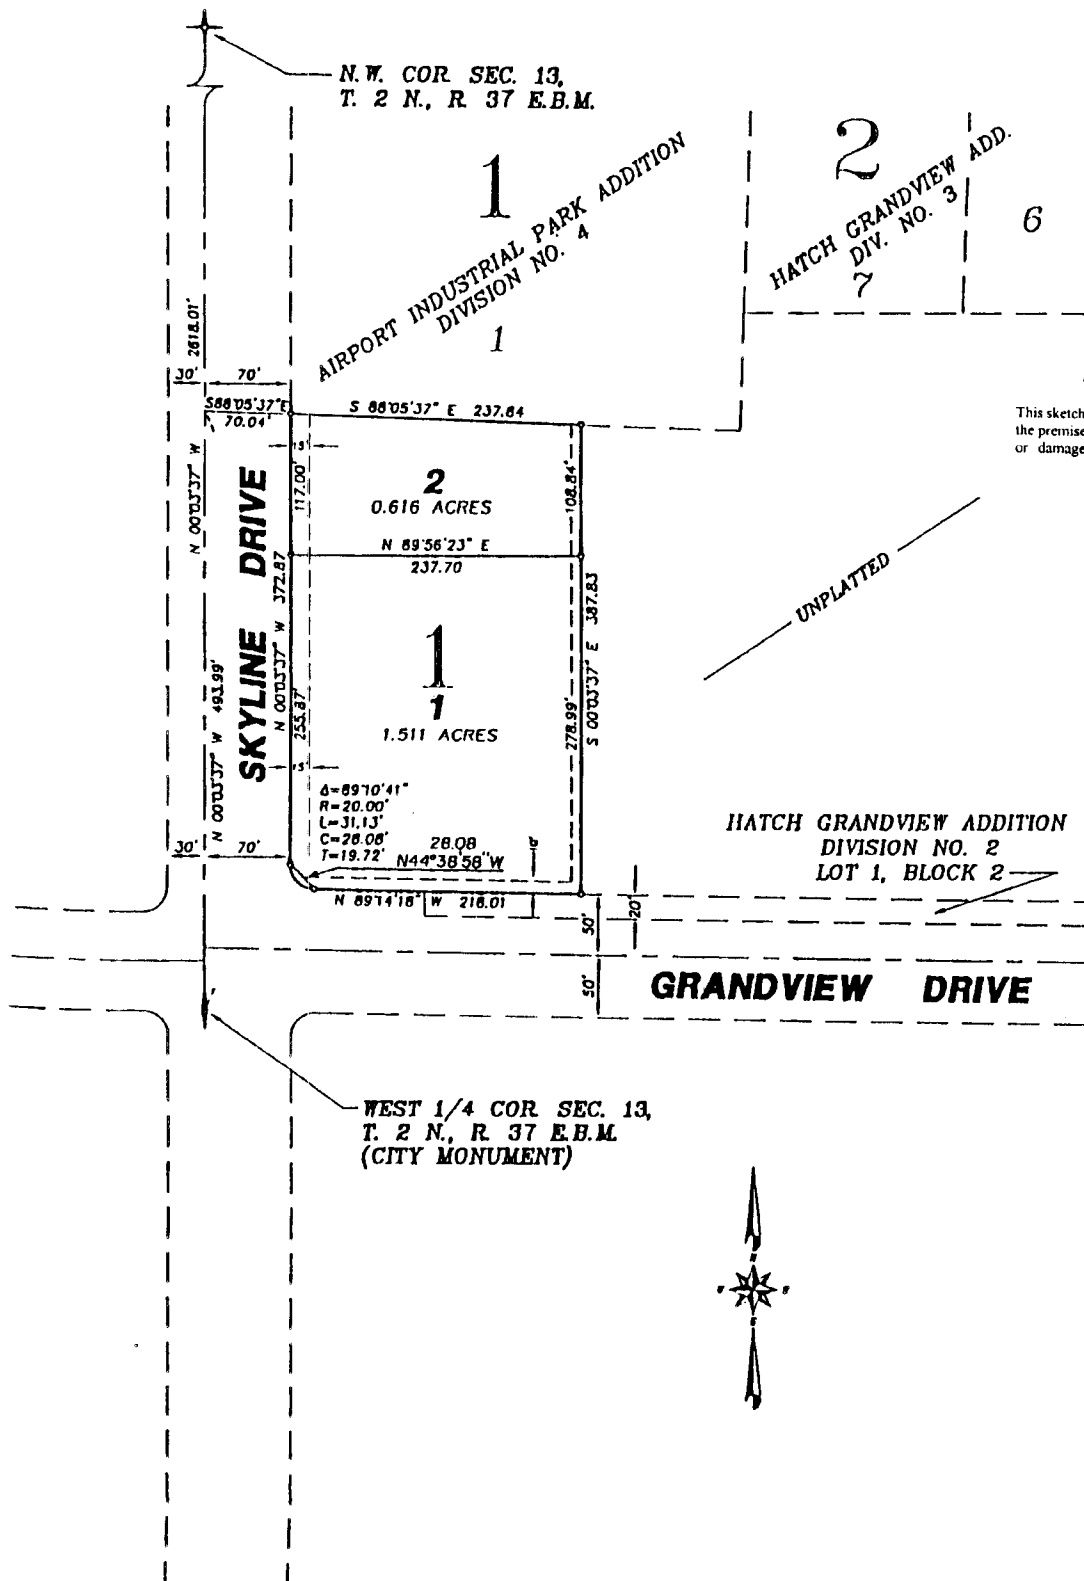 N.W. COR. SEC. 13,
T. 2 N., R. 37 E.B.M.
1
AIRPORT INDUSTRIAL PARK ADDITION
DIVISION NO. 4
1
2
HATCH GRANDVIEW ADD.
DIV. NO. 3
7
6
2618.01'
30'
70'
S88°05'37"E
70.04'
S 88°05'37" E 237.84
This sketch
the premise
or damage
N 00°03'37" W
15'
117.00'
2
0.616 ACRES
108.84'
N 89°56'23" E
237.70
SKYLINE DRIVE
N 00°03'37" W 372.87
S 00°03'37" E 387.83
UNPLATTED
1
1
1.511 ACRES
255.87'
278.99'
N 00°03'37" W 493.99'
15'
Δ=89°10'41"
R=20.00'
L=31.13'
C=28.08'
T=19.72'
28.08
N44°38'58"W
30'
70'
HATCH GRANDVIEW ADDITION
DIVISION NO. 2
LOT 1, BLOCK 2
N 89°14'18" W 218.01
50'
20'
50'
GRANDVIEW DRIVE
WEST 1/4 COR. SEC. 13,
T. 2 N., R. 37 E.B.M.
(CITY MONUMENT)